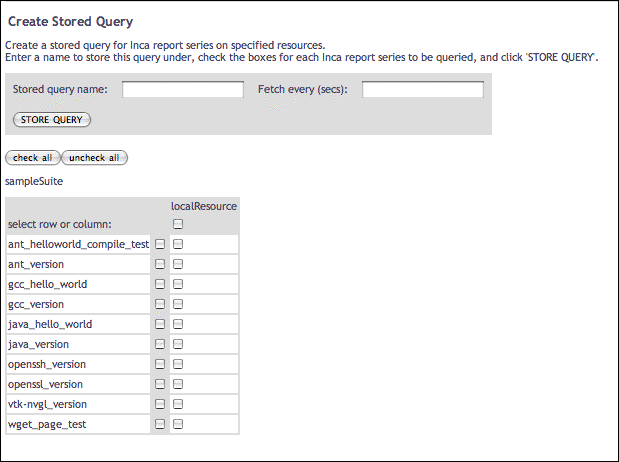 Create Stored Query
Create a stored query for Inca report series on specified resources.
Enter a name to store this query under, check the boxes for each Inca report series to be queried, and click 'STORE QUERY'.
Stored query name: Fetch every (secs):
STORE QUERY
check all uncheck all
sampleSuite
localResource
select row or column:
ant_helloworld_compile_test
ant_version
gcc_hello_world
gcc_version
java_hello_world
java_version
openssh_version
openssl_version
vtk-nvgl_version
wget_page_test